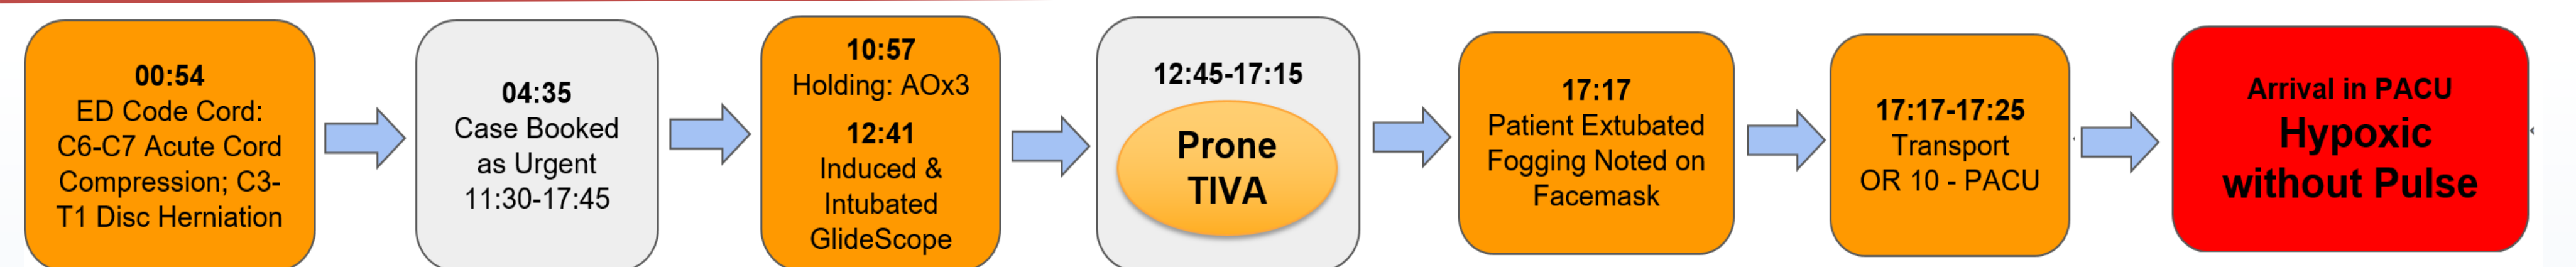 00:54
ED Code Cord:
C6-C7 Acute Cord
Compression; C3-
T1 Disc Herniation
04:35
Case Booked
as Urgent
11:30-17:45
10:57
Holding: AOx3
12:41
Induced &
Intubated
GlideScope
12:45-17:15
Prone
TIVA
17:17
Patient Extubated
Fogging Noted on
Facemask
17:17-17:25
Transport
OR 10 - PACU
Arrival in PACU
Hypoxic
without Pulse